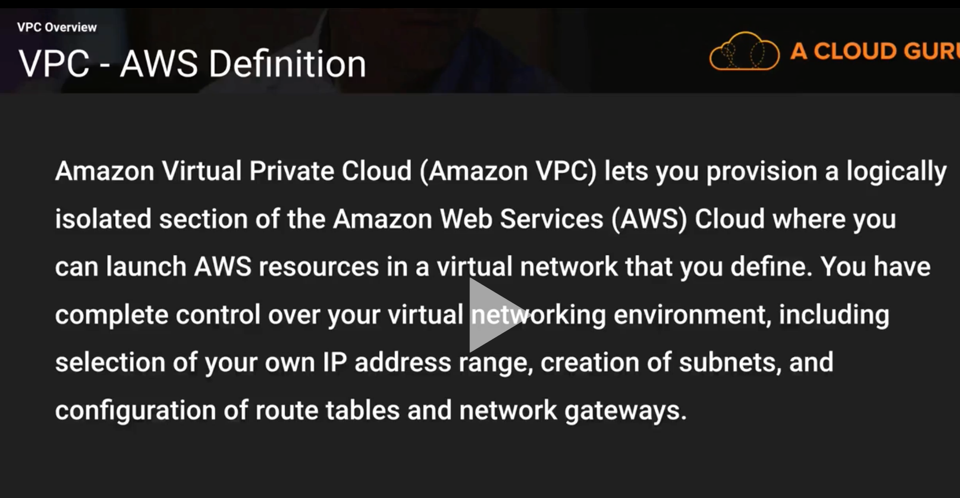 VPC Overview
VPC - AWS Definition
A CLOUD GURU
Amazon Virtual Private Cloud (Amazon VPC) lets you provision a logically
isolated section of the Amazon Web Services (AWS) Cloud where you
can launch AWS resources in a virtual network that you define. You have
complete control over your virtual networking environment, including
selection of your own IP address range, creation of subnets, and
configuration of route tables and network gateways.